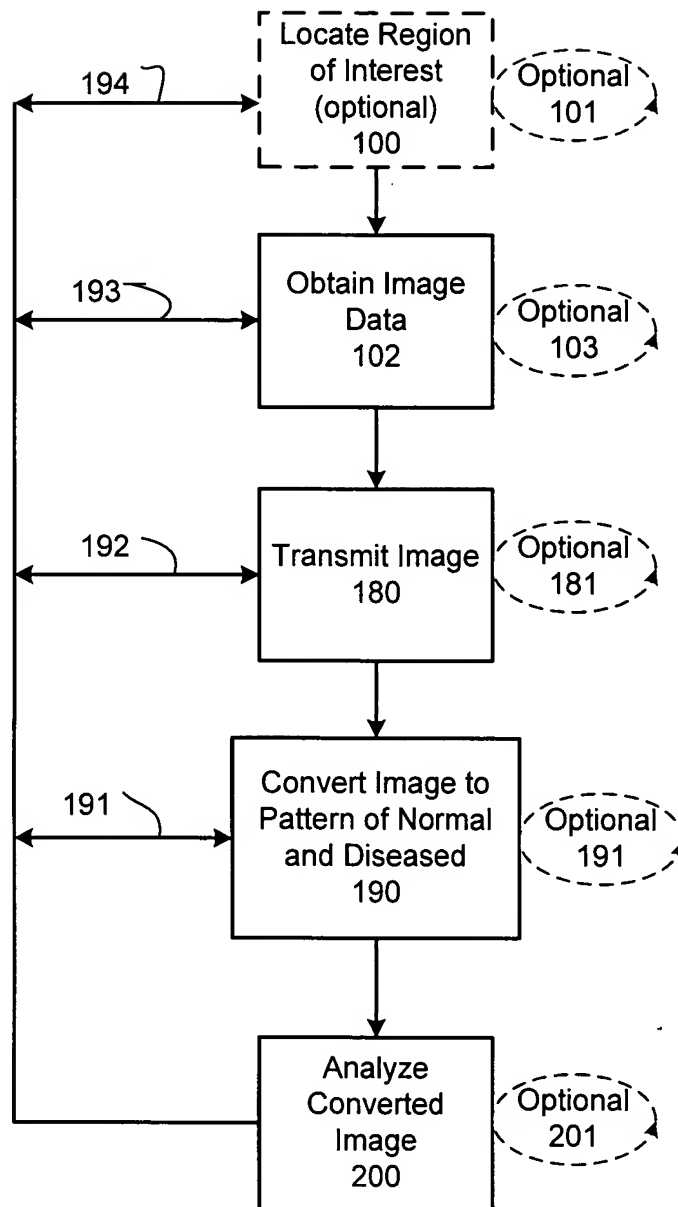 Locate Region
of Interest
(optional)
100
Optional
101
194
Obtain Image
Data
102
Optional
103
193
Transmit Image
180
Optional
181
192
Convert Image to
Pattern of Normal
and Diseased
190
Optional
191
191
Analyze
Converted
Image
200
Optional
201